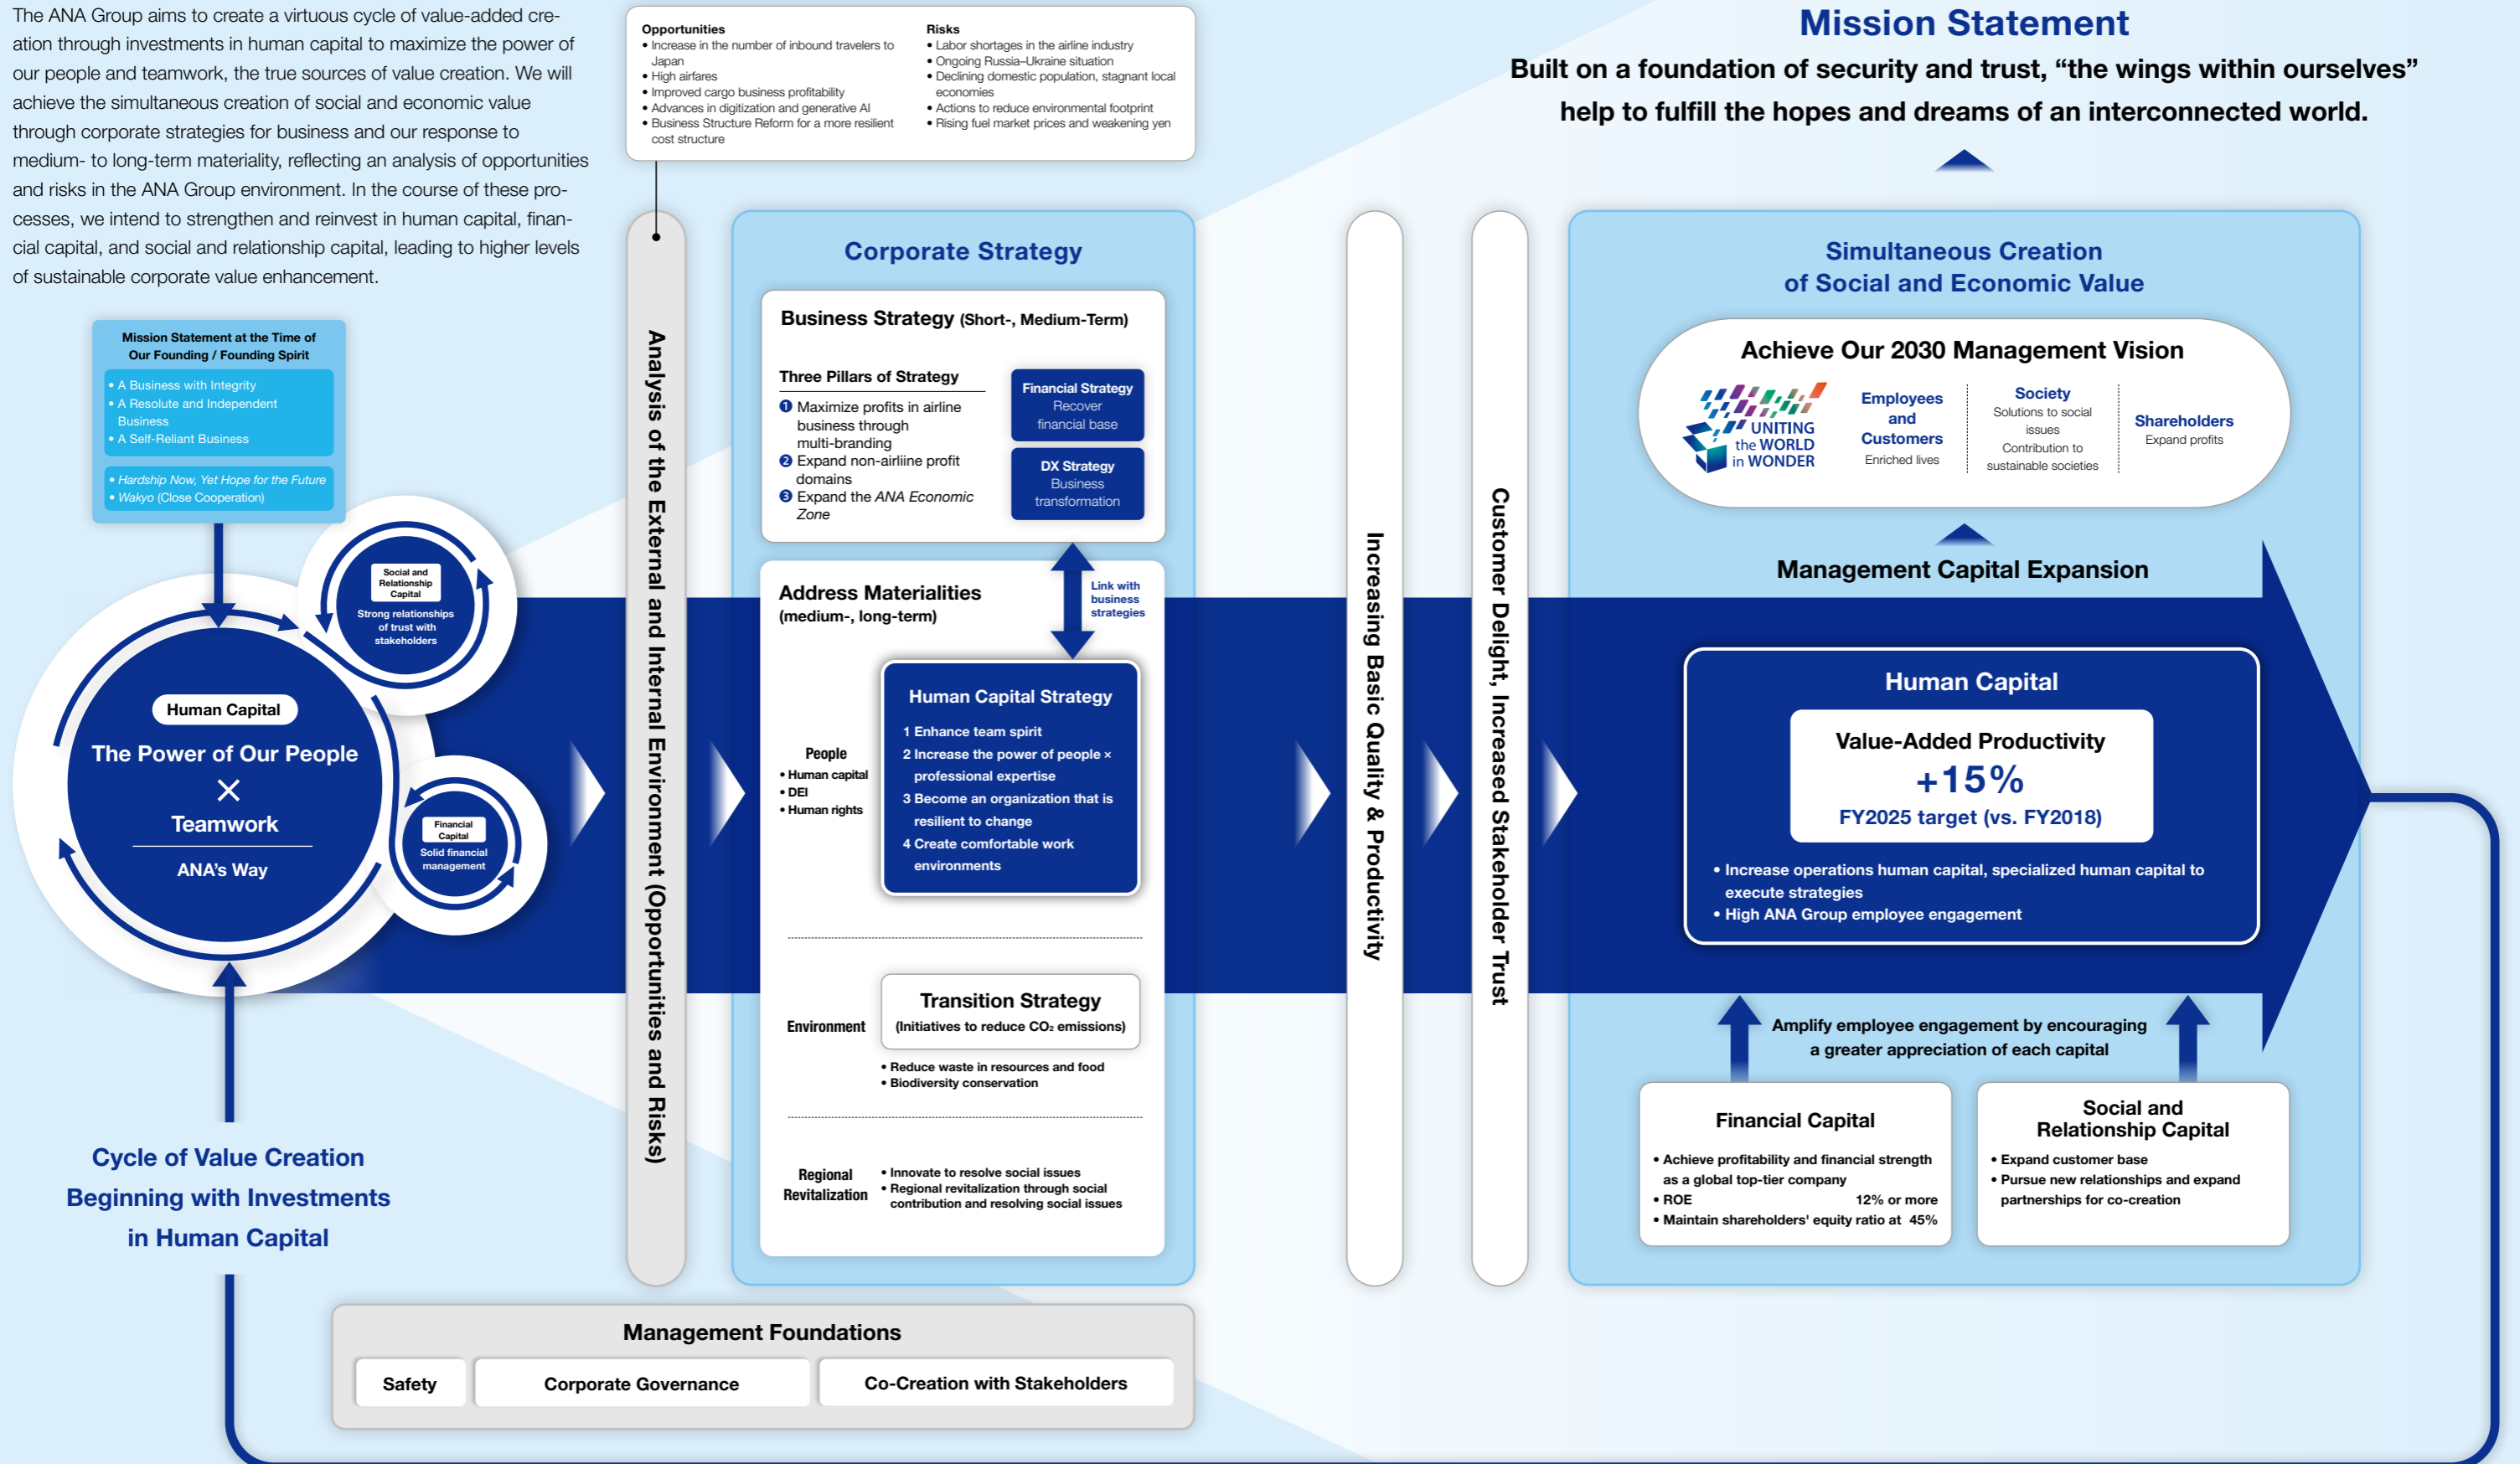 The ANA Group aims to create a virtuous cycle of value-added cre-
ation through investments in human capital to maximize the power of
our people and teamwork, the true sources of value creation. We will
achieve the simultaneous creation of social and economic value
through corporate strategies for business and our response to
medium- to long-term materiality, reflecting an analysis of opportunities
and risks in the ANA Group environment. In the course of these pro-
cesses, we intend to strengthen and reinvest in human capital, finan-
cial capital, and social and relationship capital, leading to higher levels
of sustainable corporate value enhancement.
Opportunities
• Increase in the number of inbound travelers to
Japan
• High airfares
• Improved cargo business profitability
• Advances in digitization and generative AI
• Business Structure Reform for a more resilient
cost structure
Risks
• Labor shortages in the airline industry
• Ongoing Russia–Ukraine situation
• Declining domestic population, stagnant local
economies
• Actions to reduce environmental footprint
• Rising fuel market prices and weakening yen
Mission Statement
Built on a foundation of security and trust, “the wings within ourselves”
help to fulfill the hopes and dreams of an interconnected world.
Mission Statement at the Time of
Our Founding / Founding Spirit
• A Business with Integrity
• A Resolute and Independent
Business
• A Self-Reliant Business
• Hardship Now, Yet Hope for the Future
• Wakyo (Close Cooperation)
Social and
Relationship
Capital
Strong relationships
of trust with
stakeholders
Human Capital
The Power of Our People
×
Teamwork
ANA’s Way
Financial
Capital
Solid financial
management
Cycle of Value Creation
Beginning with Investments
in Human Capital
Analysis of the External and Internal Environment (Opportunities and Risks)
Corporate Strategy
Business Strategy (Short-, Medium-Term)
Three Pillars of Strategy
1 Maximize profits in airline
business through
multi-branding
2 Expand non-airliine profit
domains
3 Expand the ANA Economic
Zone
Financial Strategy
Recover
financial base
DX Strategy
Business
transformation
Address Materialities
(medium-, long-term)
Link with
business
strategies
People
• Human capital
• DEI
• Human rights
Human Capital Strategy
1 Enhance team spirit
2 Increase the power of people ×
professional expertise
3 Become an organization that is
resilient to change
4 Create comfortable work
environments
Environment
Transition Strategy
(Initiatives to reduce CO₂ emissions)
• Reduce waste in resources and food
• Biodiversity conservation
Regional
Revitalization
• Innovate to resolve social issues
• Regional revitalization through social
contribution and resolving social issues
Increasing Basic Quality & Productivity
Customer Delight, Increased Stakeholder Trust
Simultaneous Creation
of Social and Economic Value
Achieve Our 2030 Management Vision
UNITING
the WORLD
in WONDER
Employees
and
Customers
Enriched lives
Society
Solutions to social
issues
Contribution to
sustainable societies
Shareholders
Expand profits
Management Capital Expansion
Human Capital
Value-Added Productivity
+15%
FY2025 target (vs. FY2018)
• Increase operations human capital, specialized human capital to
execute strategies
• High ANA Group employee engagement
Amplify employee engagement by encouraging
a greater appreciation of each capital
Financial Capital
• Achieve profitability and financial strength
as a global top-tier company
• ROE 12% or more
• Maintain shareholders' equity ratio at 45%
Social and
Relationship Capital
• Expand customer base
• Pursue new relationships and expand
partnerships for co-creation
Management Foundations
Safety
Corporate Governance
Co-Creation with Stakeholders